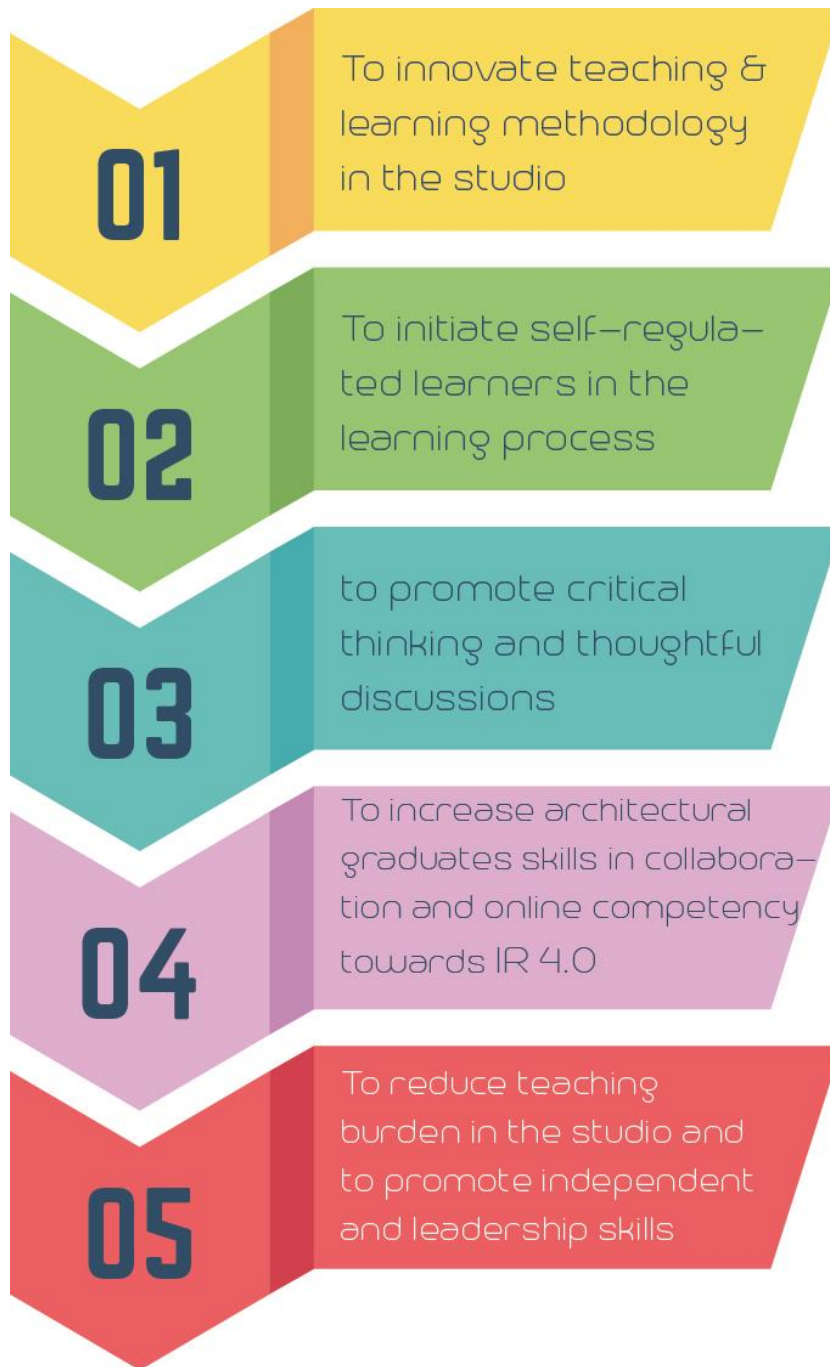 01
To innovate teaching &
learning methodology
in the studio
02
To initiate self-regula-
ted learners in the
learning process
03
to promote critical
thinking and thoughtful
discussions
04
To increase architectural
graduates skills in collabora-
tion and online competency
towards IR 4.0
05
To reduce teaching
burden in the studio and
to promote independent
and leadership skills